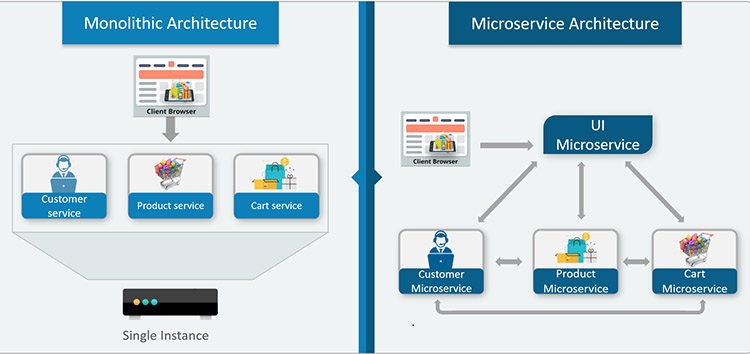 Monolithic Architecture
Client Browser
Customer
service
Product service
Cart service
Single Instance
Microservice Architecture
Client Browser
UI
Microservice
Customer
Microservice
Product
Microservice
Cart
Microservice